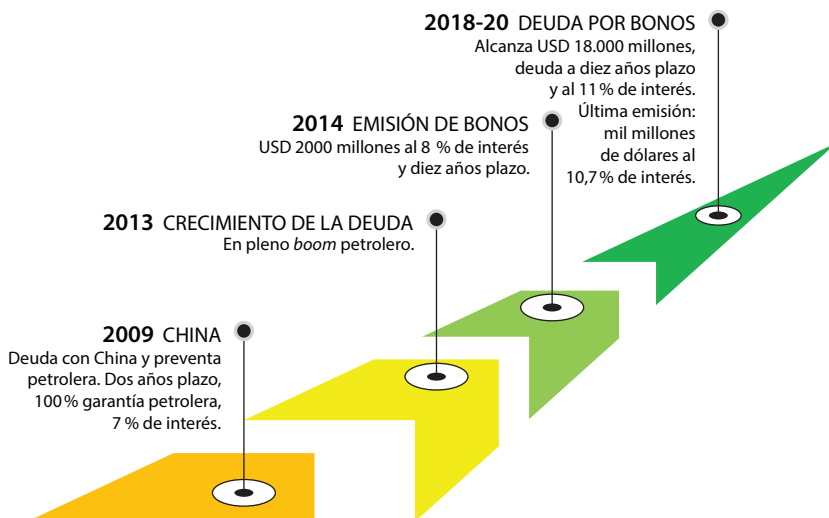 2018-20 DEUDA POR BONOS
Alcanza USD 18.000 millones,
deuda a diez años plazo
y al 11 % de interés.
Última emisión:
mil millones
de dólares al
10,7 % de interés.
2014 EMISIÓN DE BONOS
USD 2000 millones al 8 % de interés
y diez años plazo.
2013 CRECIMIENTO DE LA DEUDA
En pleno boom petrolero.
2009 CHINA
Deuda con China y preventa
petrolera. Dos años plazo,
100 % garantía petrolera,
7 % de interés.